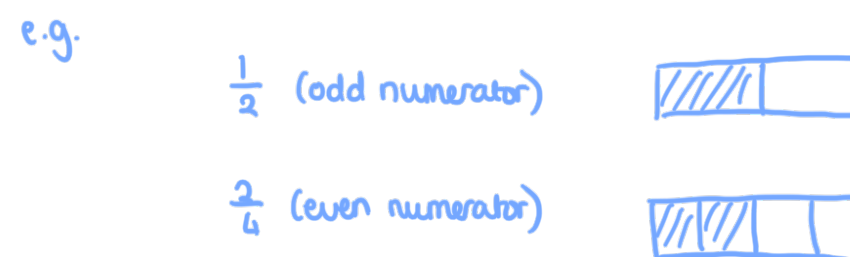 e.g.
1/2 (odd numerator)
2/4 (even numerator)